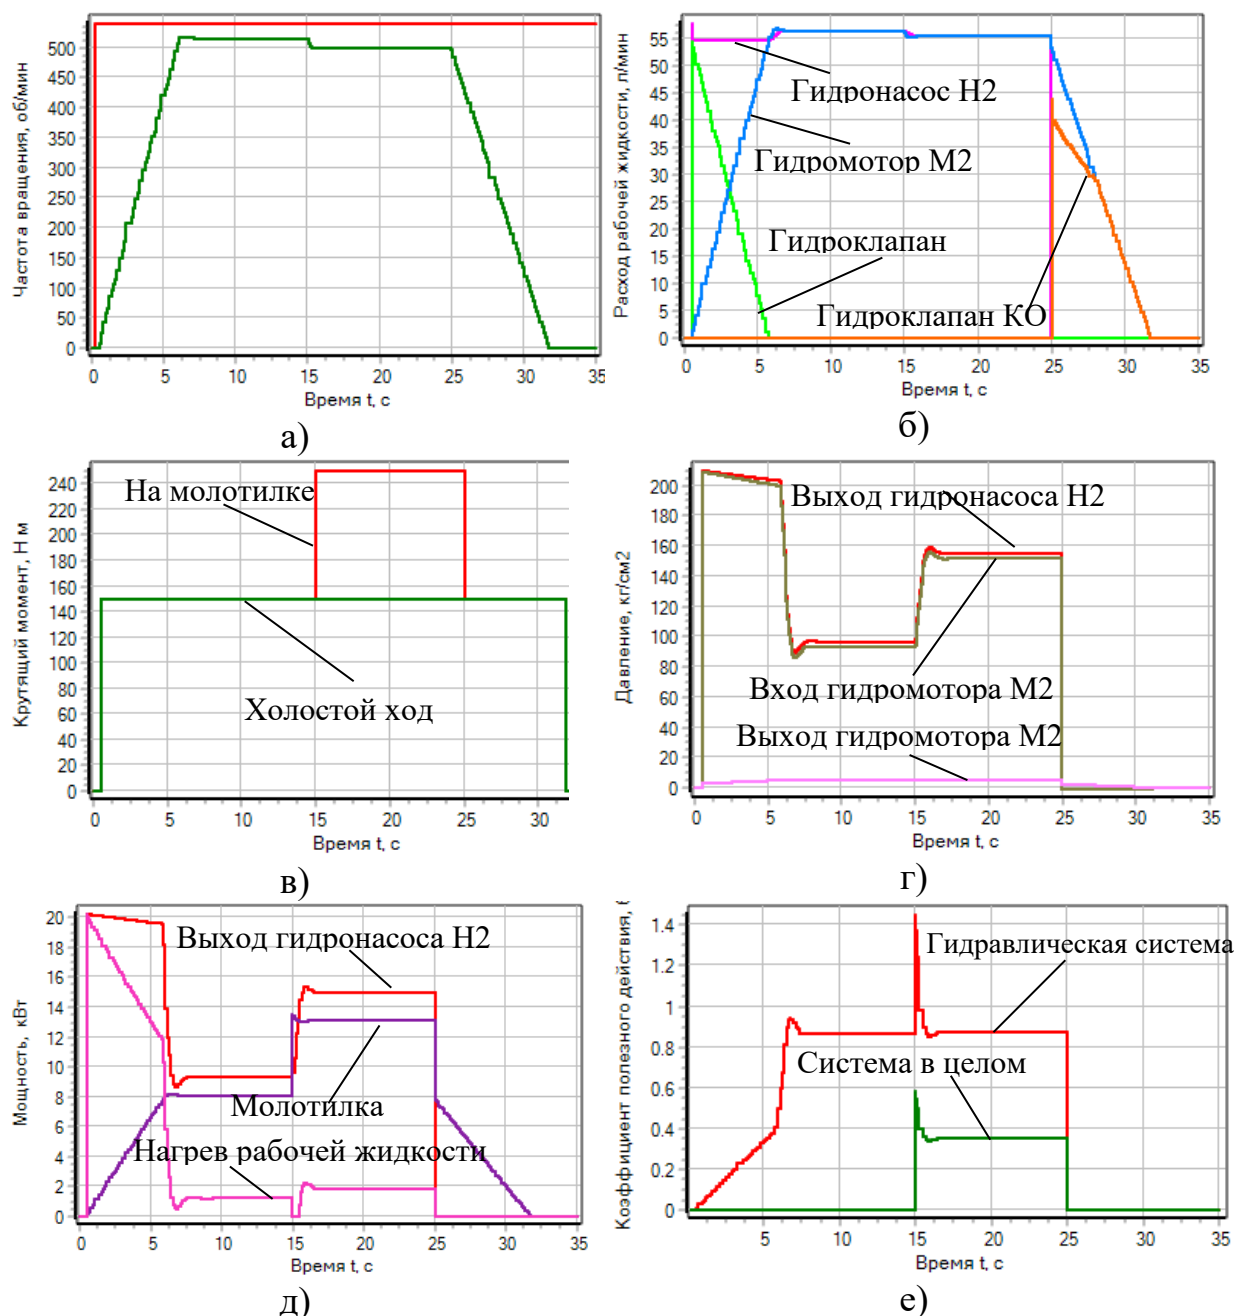 Частота вращения, об/мин
500
450
400
350
300
250
200
150
100
50
0
0 5 10 15 20 25 30 35
Время t, с
а)
Расход рабочей жидкости, л/мин
55
50
45
40
35
30
25
20
15
10
5
0
Гидронасос Н2
Гидромотор М2
Гидроклапан
Гидроклапан КО
0 5 10 15 20 25 30 35
Время t, с
б)
Крутящий момент, Н м
240
220
200
180
160
140
120
100
80
60
40
20
0
На молотилке
Холостой ход
0 5 10 15 20 25 30
Время t, с
в)
Давление, кг/см2
200
180
160
140
120
100
80
60
40
20
0
Выход гидронасоса Н2
Вход гидромотора М2
Выход гидромотора М2
0 5 10 15 20 25 30 35
Время t, с
г)
Мощность, кВт
20
18
16
14
12
10
8
6
4
2
0
Выход гидронасоса Н2
Молотилка
Нагрев рабочей жидкости
0 5 10 15 20 25 30 35
Время t, с
д)
Коэффициент полезного действия,
1.4
1.2
1
0.8
0.6
0.4
0.2
0
Гидравлическая система
Система в целом
5 10 15 20 25 30 35
Время t, с
е)